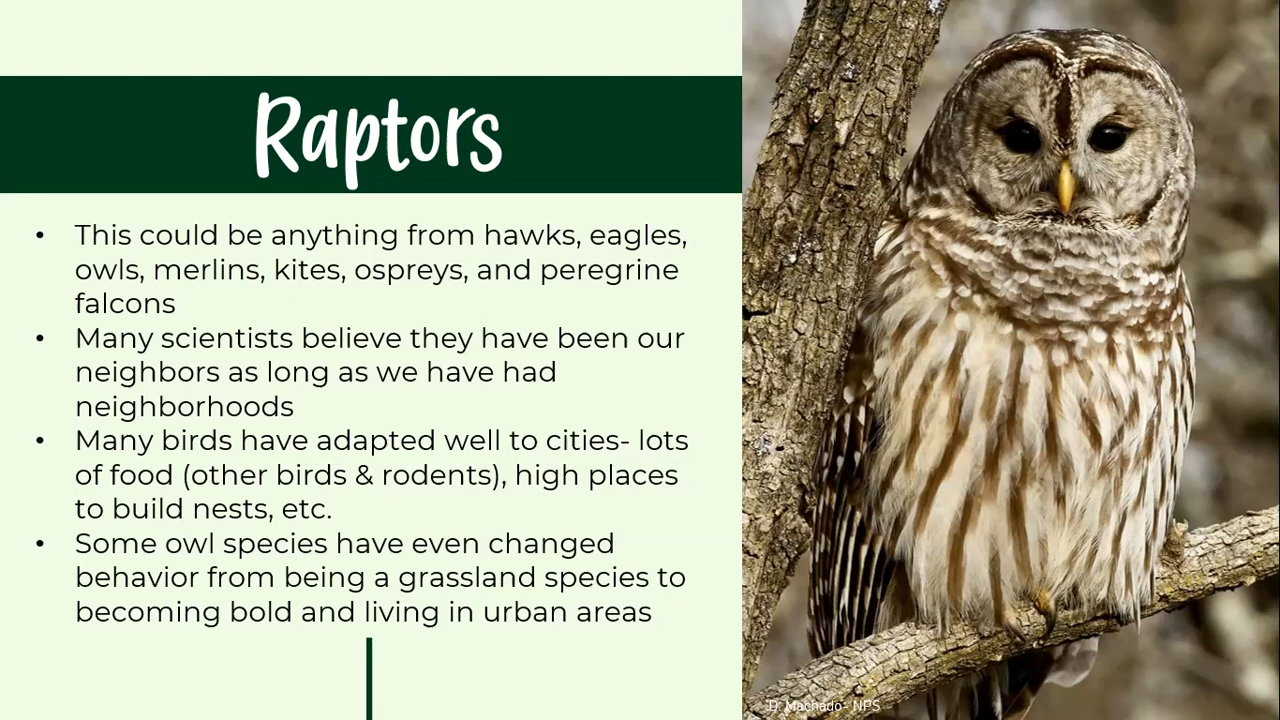 Raptors
• This could be anything from hawks, eagles,
owls, merlins, kites, ospreys, and peregrine
falcons
• Many scientists believe they have been our
neighbors as long as we have had
neighborhoods
• Many birds have adapted well to cities- lots
of food (other birds & rodents), high places
to build nests, etc.
• Some owl species have even changed
behavior from being a grassland species to
becoming bold and living in urban areas
D. Machado- NPS